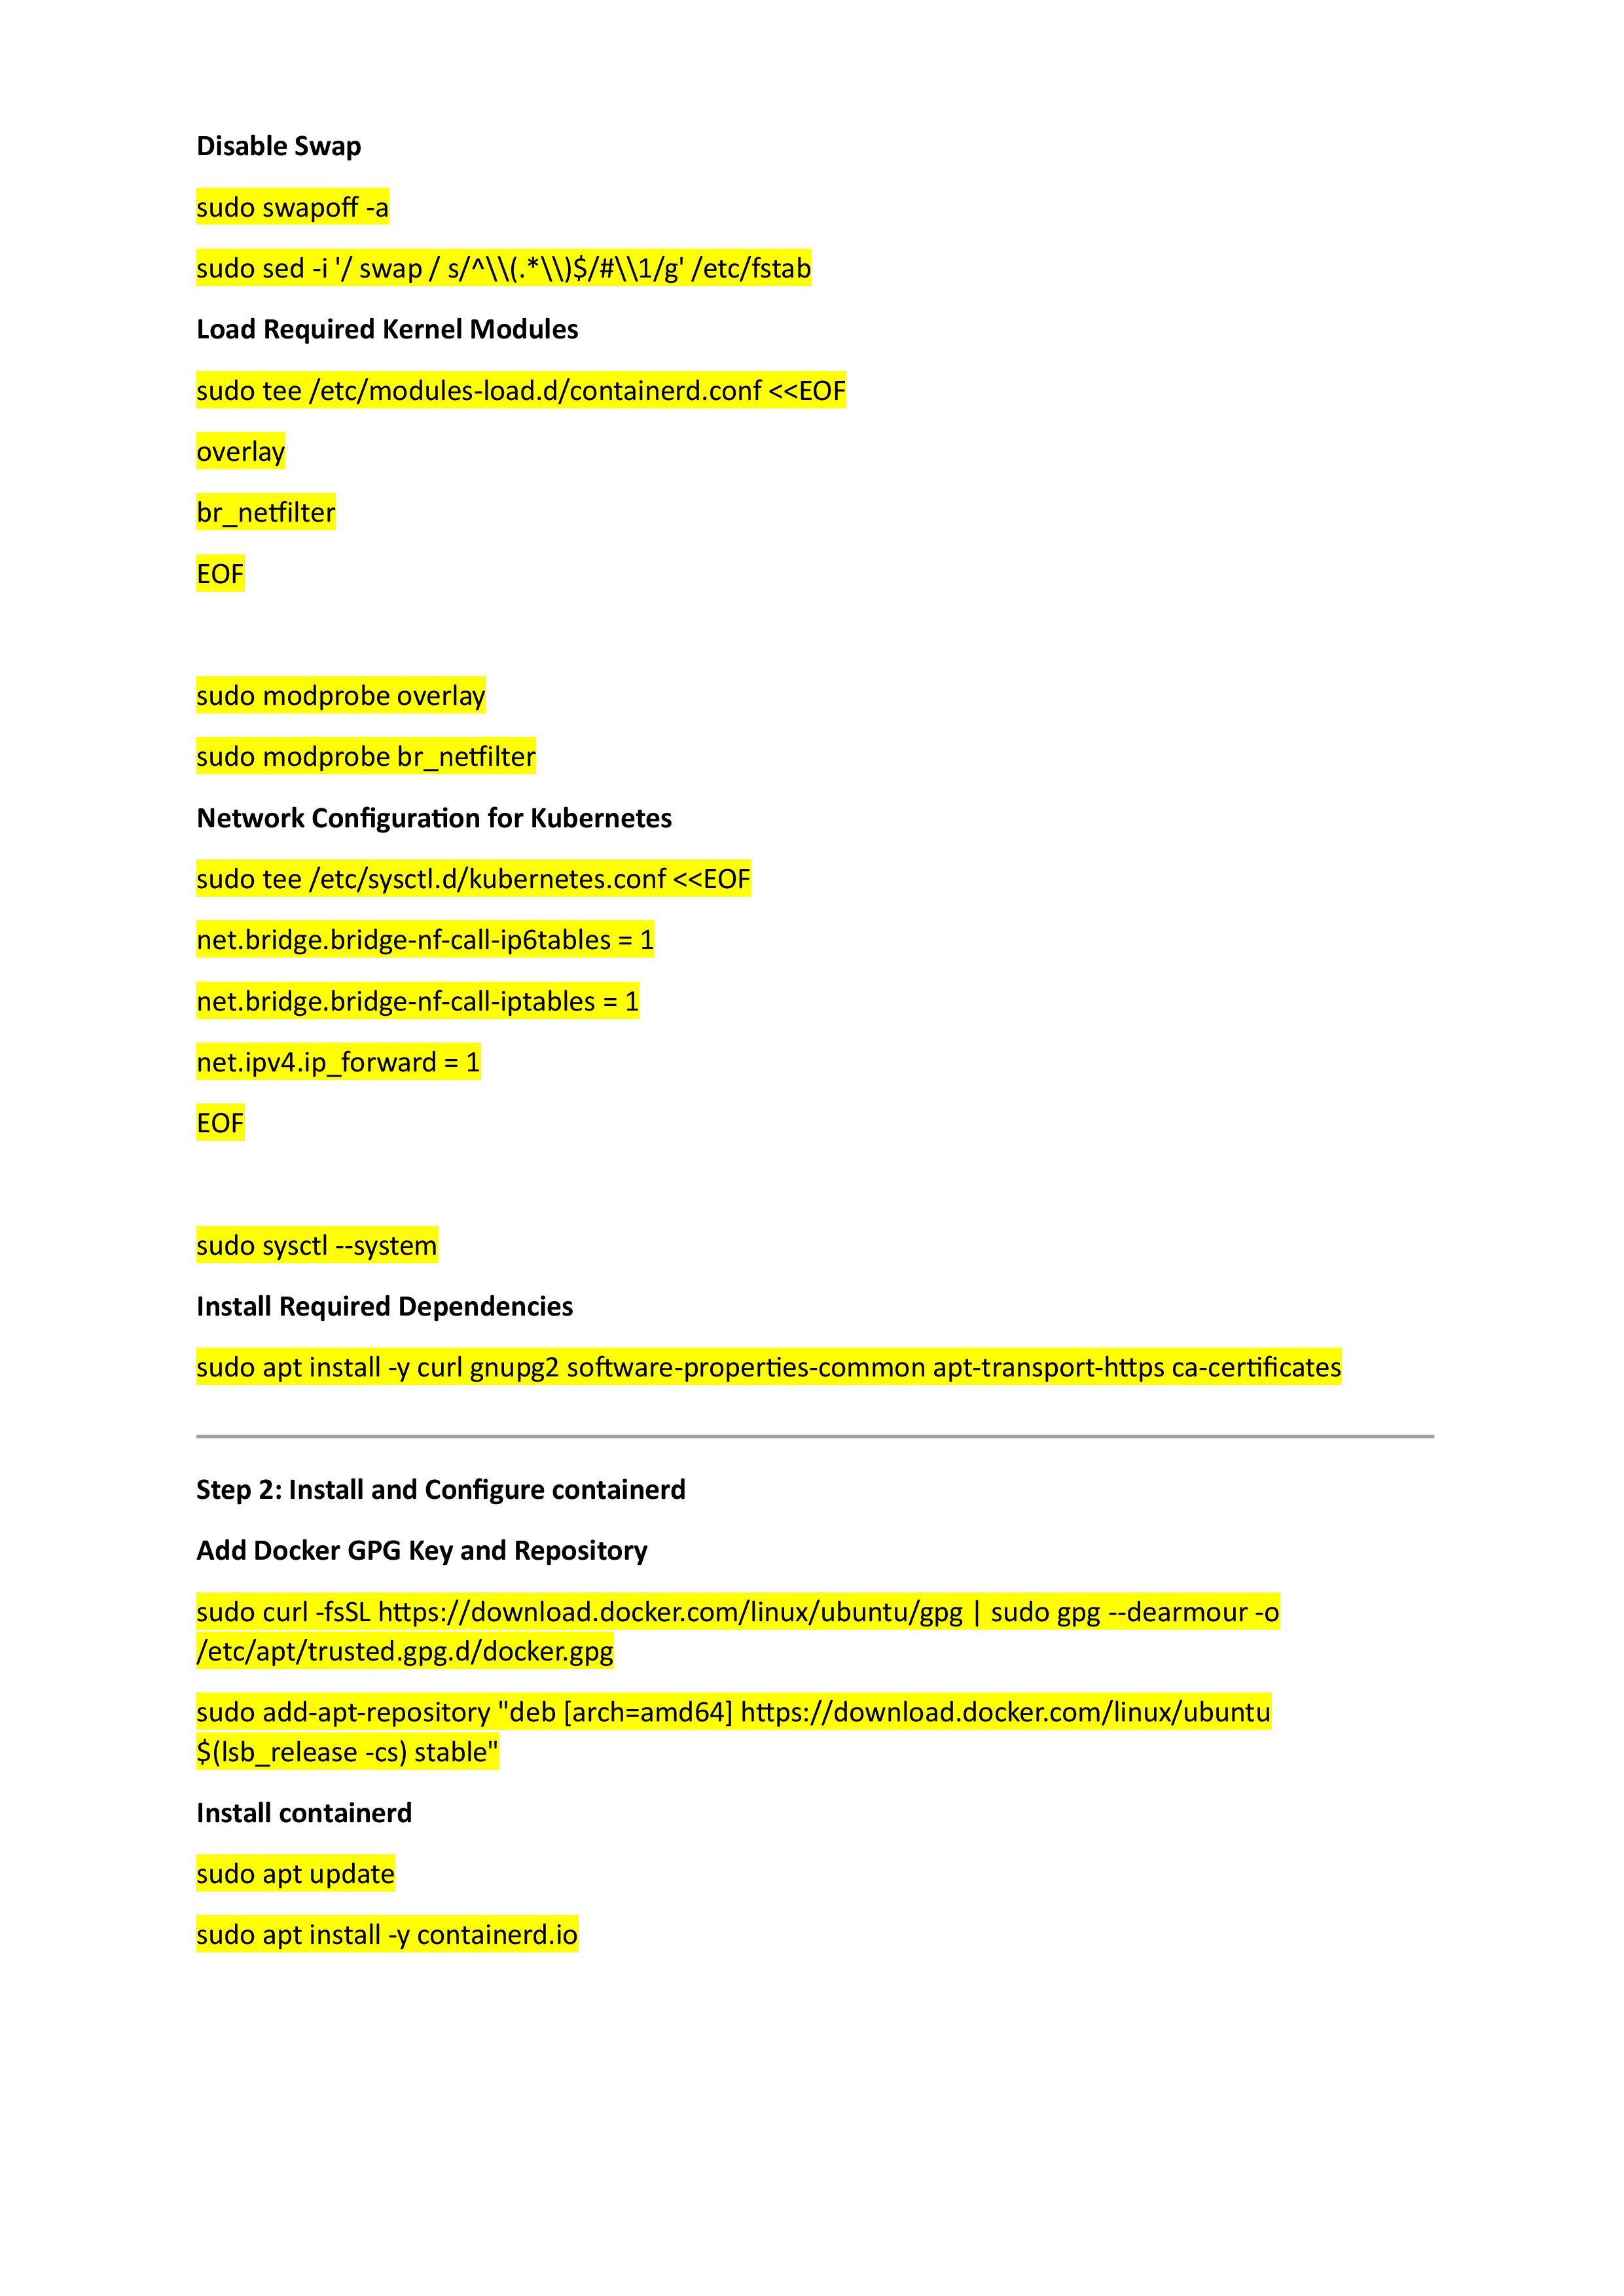 Disable Swap
sudo swapoff -a
sudo sed -i '/ swap / s/^\\(.*\\)$/#\\1/g' /etc/fstab
Load Required Kernel Modules
sudo tee /etc/modules-load.d/containerd.conf <<EOF
overlay
br_netfilter
EOF
sudo modprobe overlay
sudo modprobe br_netfilter
Network Configuration for Kubernetes
sudo tee /etc/sysctl.d/kubernetes.conf <<EOF
net.bridge.bridge-nf-call-ip6tables = 1
net.bridge.bridge-nf-call-iptables = 1
net.ipv4.ip_forward = 1
EOF
sudo sysctl --system
Install Required Dependencies
sudo apt install -y curl gnupg2 software-properties-common apt-transport-https ca-certificates
Step 2: Install and Configure containerd
Add Docker GPG Key and Repository
sudo curl -fsSL https://download.docker.com/linux/ubuntu/gpg | sudo gpg --dearmour -o
/etc/apt/trusted.gpg.d/docker.gpg
sudo add-apt-repository "deb [arch=amd64] https://download.docker.com/linux/ubuntu
$(lsb_release -cs) stable"
Install containerd
sudo apt update
sudo apt install -y containerd.io